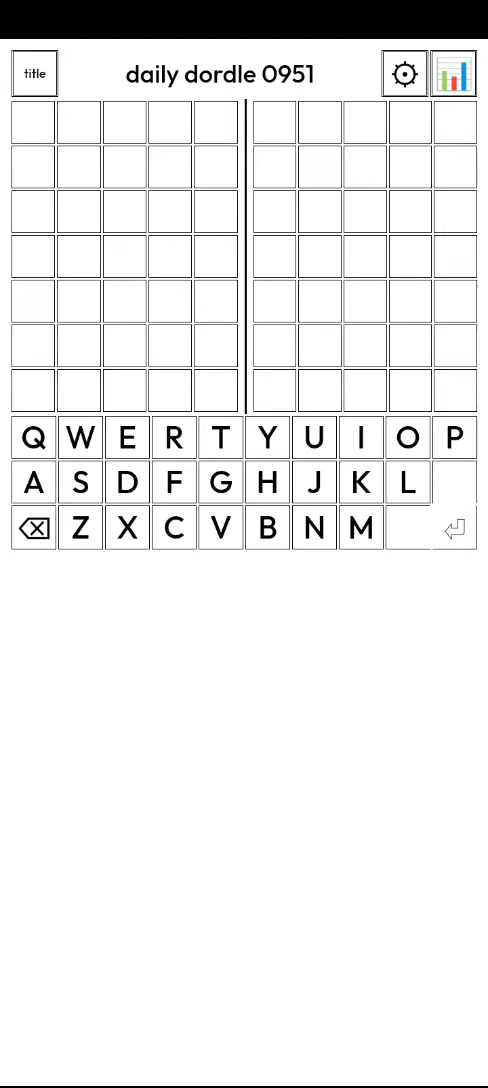 title
daily dordle 0951
Q W E R T Y U I O P
A S D F G H J K L
Z X C V B N M